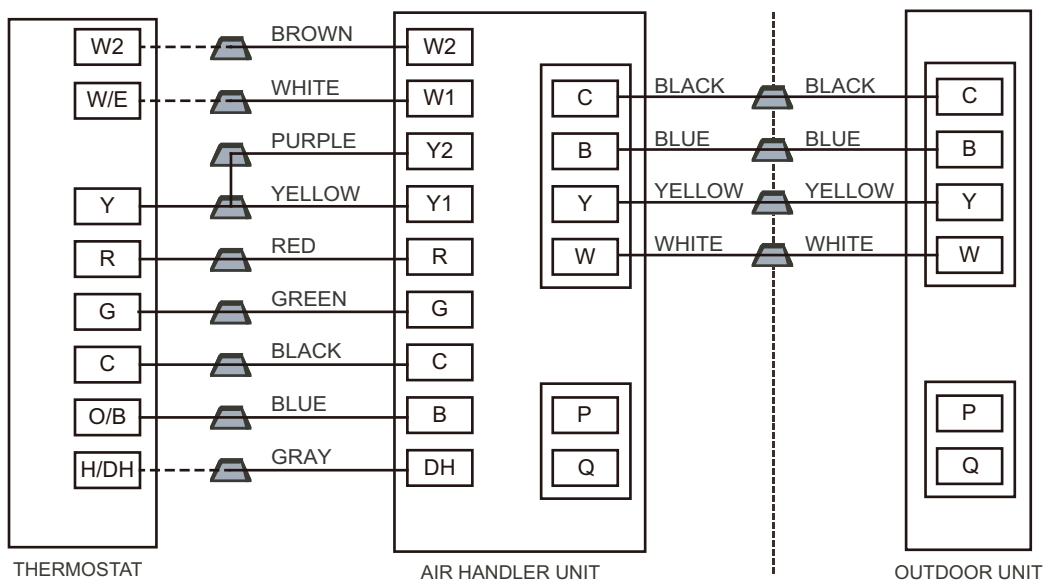 W2 BROWN W2
W/E WHITE W1 C BLACK BLACK C
PURPLE Y2 B BLUE BLUE B
Y YELLOW Y1 Y YELLOW YELLOW Y
R RED R W WHITE WHITE W
G GREEN G
C BLACK C
O/B BLUE B P P
H/DH GRAY DH Q Q
THERMOSTAT AIR HANDLER UNIT OUTDOOR UNIT